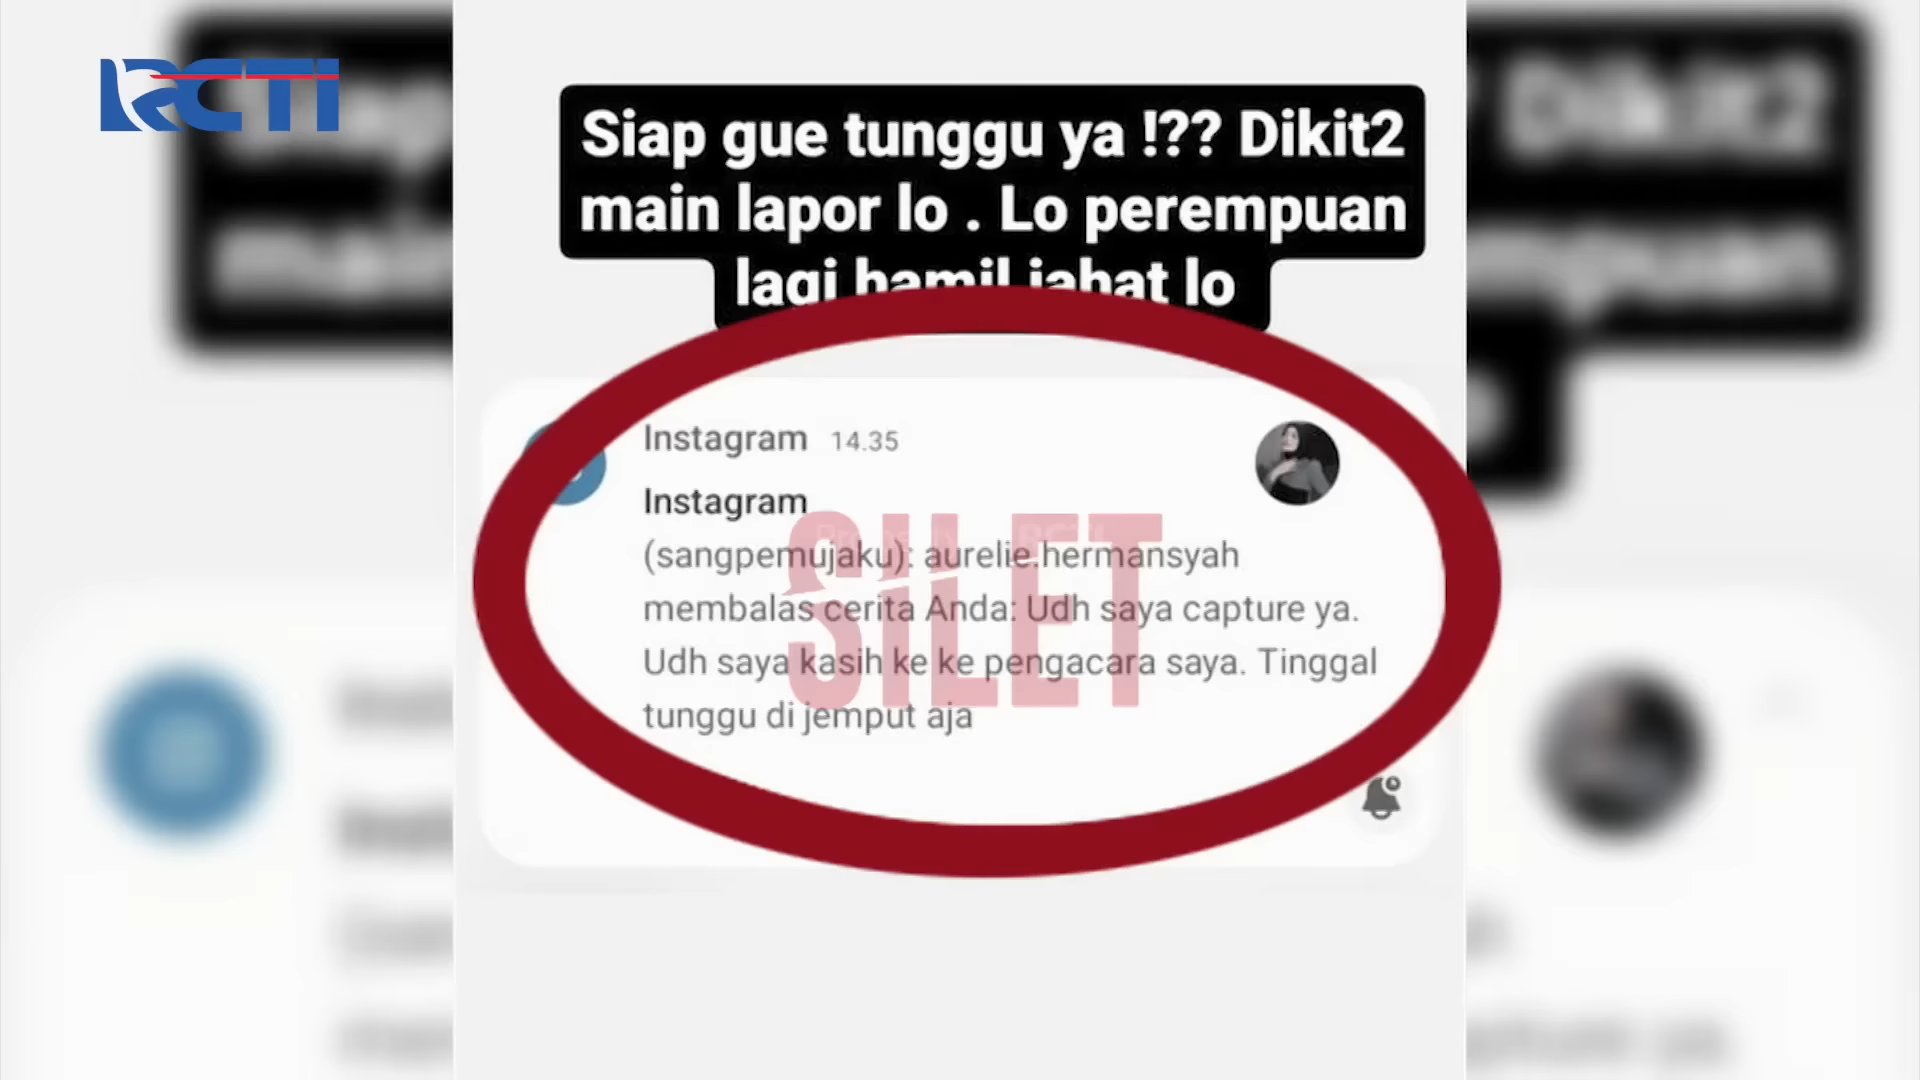 RCTI
Siap gue tunggu ya !?? Dikit2
main lapor lo . Lo perempuan
lagi hamil jahat lo
Instagram 14.35
Instagram
(sangpemujaku): aurelie.hermansyah
membalas cerita Anda: Udh saya capture ya.
Udh saya kasih ke ke pengacara saya. Tinggal
tunggu di jemput aja
SILET